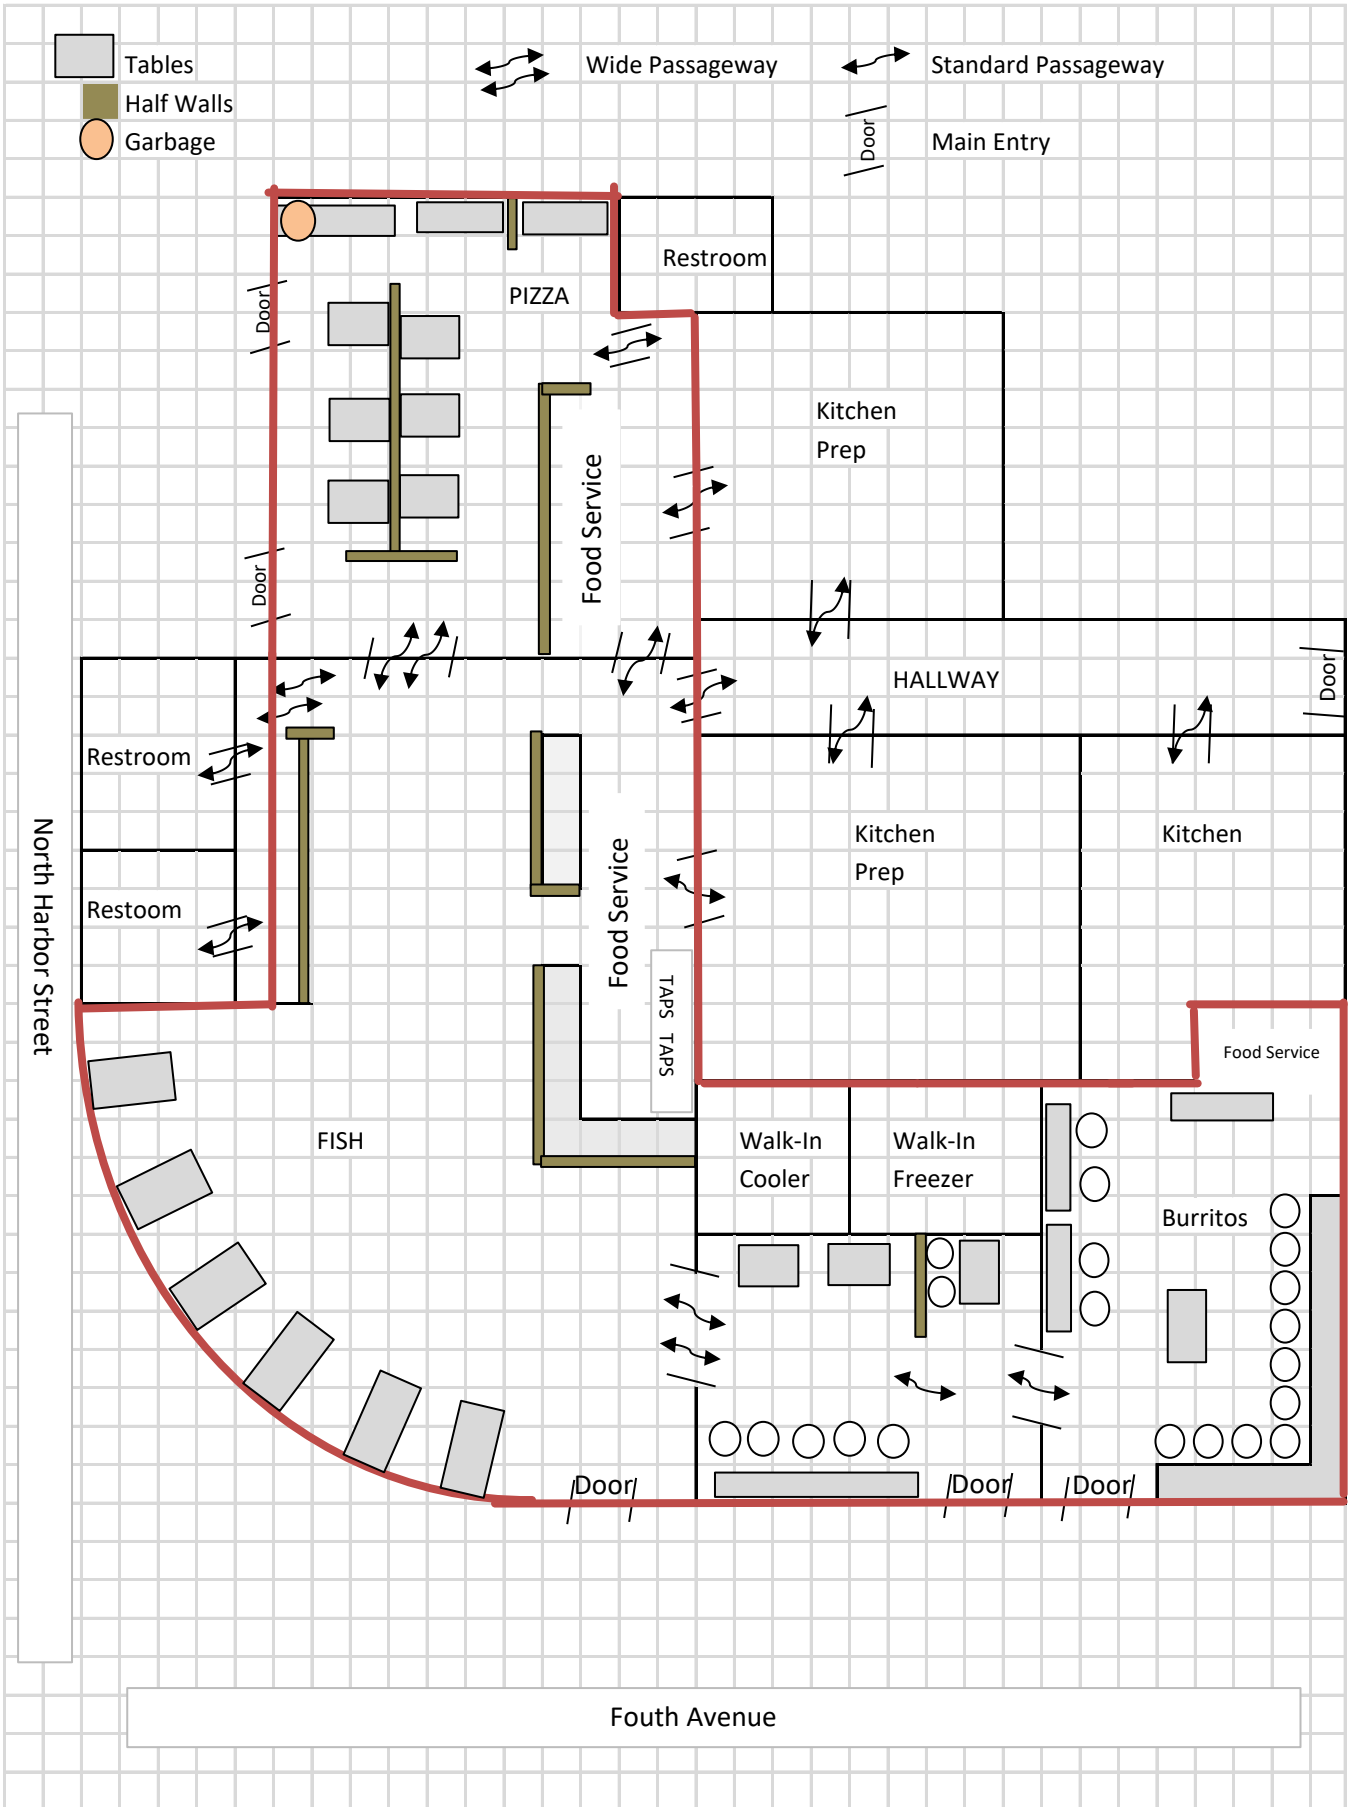 Tables
Wide Passageway
Standard Passageway
Half Walls
Garbage
Door
Main Entry
Restroom
PIZZA
Door
Kitchen
Prep
Food Service
Door
HALLWAY
Door
Restroom
Kitchen
Prep
Kitchen
Food Service
Restoom
North Harbor Street
TAPS TAPS
Food Service
FISH
Walk-In
Cooler
Walk-In
Freezer
Burritos
Door
Door
Door
Fouth Avenue